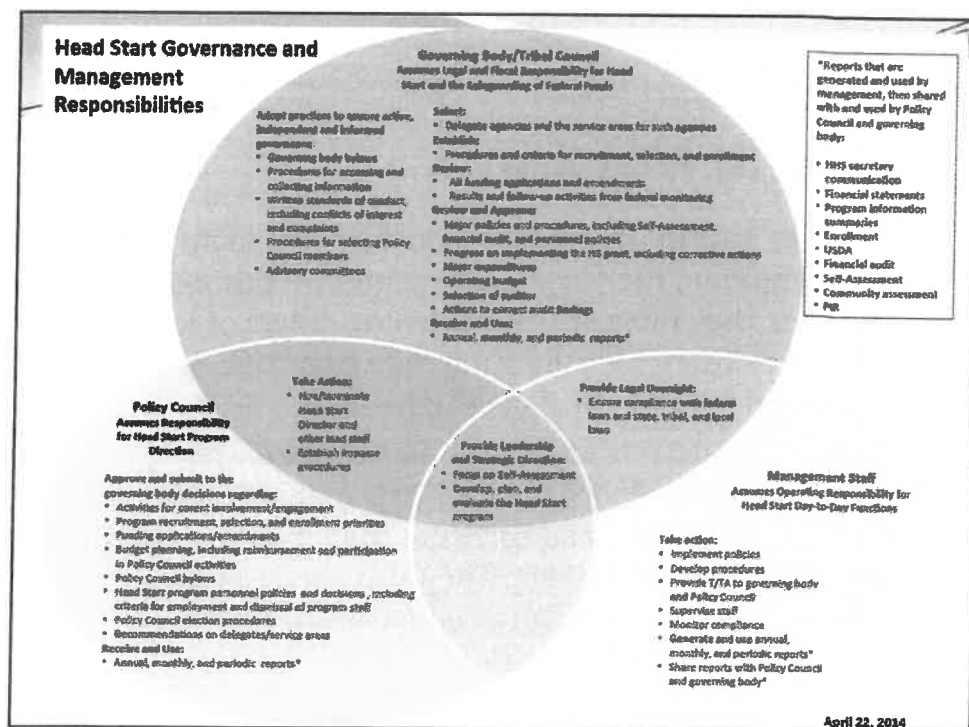 Head Start Governance and
Management
Responsibilities
Governing Body/Tribal Council
Assumes Legal and Fiscal Responsibility for Head
Start and the Safeguarding of Federal Funds
Adopt practices to ensure active,
independent and informed
governance:
• Governing body bylaws
• Procedures for accessing and
collecting information
• Written standards of conduct,
including conflicts of interest
and complaints
• Procedures for selecting Policy
Council members
• Advisory committees
Select:
• Delegate agencies and the service areas for such agencies
Establish:
• Procedures and criteria for recruitment, selection, and enrollment
Review:
• All funding applications and amendments
• Results and follow-up activities from federal monitoring
Review and Approve:
• Major policies and procedures, including Self-Assessment,
financial audit, and personnel policies
• Progress on implementing the HS grant, including corrective actions
• Major expenditures
• Operating budget
• Selection of auditor
• Actions to correct audit findings
Receive and Use:
• Annual, monthly, and periodic reports*
*Reports that are
generated and used by
management, then shared
with and used by Policy
Council and governing
body:
• HHS secretary
communication
• Financial statements
• Program information
summaries
• Enrollment
• USDA
• Financial audit
• Self-Assessment
• Community assessment
• PIR
Take Action:
• Hire/terminate
Head Start
Director and
other lead staff
• Establish impasse
procedures
Provide Legal Oversight:
• Ensure compliance with federal
laws and state, tribal, and local
laws
Provide Leadership
and Strategic Direction:
• Focus on Self-Assessment
• Develop, plan, and
evaluate the Head Start
program
Policy Council
Assumes Responsibility
for Head Start Program
Direction
Approve and submit to the
governing body decisions regarding:
• Activities for parent involvement/engagement
• Program recruitment, selection, and enrollment priorities
• Funding applications/amendments
• Budget planning, including reimbursement and participation
in Policy Council activities
• Policy Council bylaws
• Head Start program personnel policies and decisions, including
criteria for employment and dismissal of program staff
• Policy Council election procedures
• Recommendations on delegates/service areas
Receive and Use:
• Annual, monthly, and periodic reports*
Management Staff
Assumes Operating Responsibility for
Head Start Day-to-Day Functions
Take action:
• Implement policies
• Develop procedures
• Provide T/TA to governing body
and Policy Council
• Supervise staff
• Monitor compliance
• Generate and use annual,
monthly, and periodic reports*
• Share reports with Policy Council
and governing body*
April 22, 2014